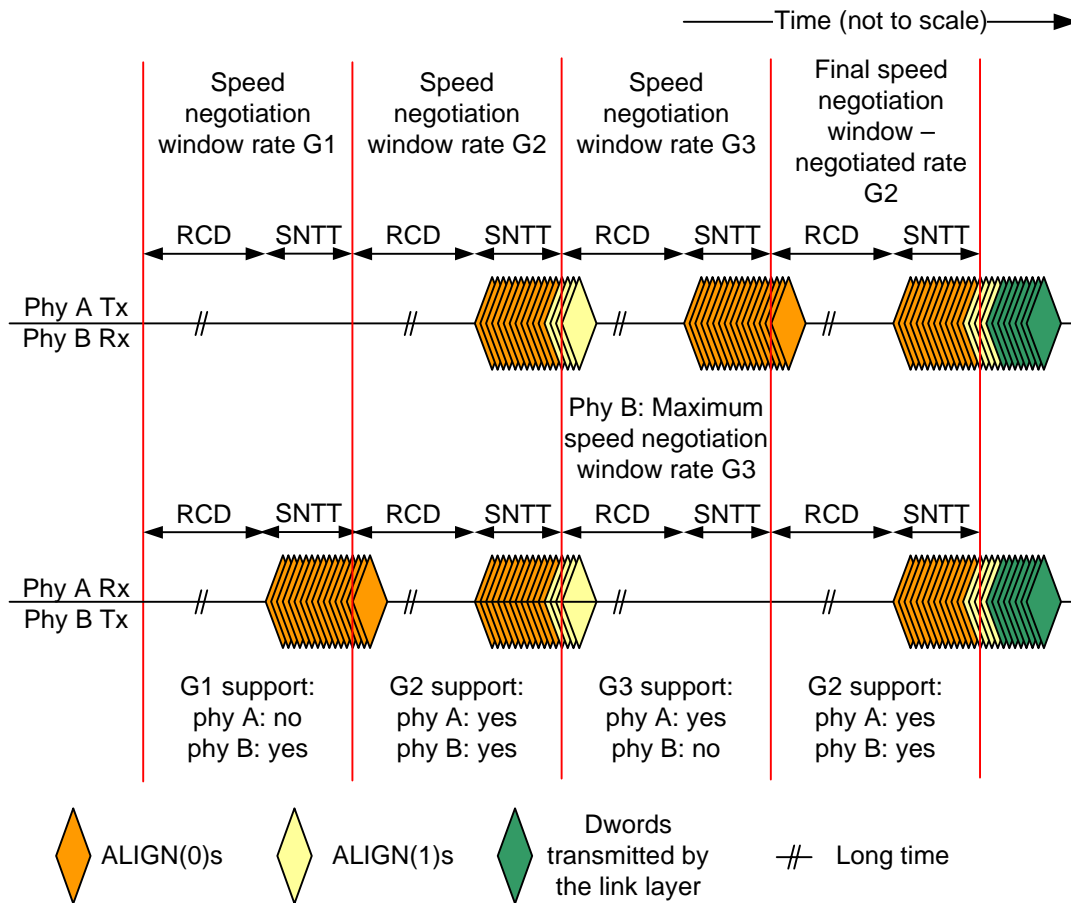 Time (not to scale)
Speed
negotiation
window rate G1
Speed
negotiation
window rate G2
Speed
negotiation
window rate G3
Final speed
negotiation
window –
negotiated rate
G2
RCD SNTT RCD SNTT RCD SNTT RCD SNTT
Phy A Tx
Phy B Rx
Phy B: Maximum
speed negotiation
window rate G3
RCD SNTT RCD SNTT RCD SNTT RCD SNTT
Phy A Rx
Phy B Tx
G1 support:
phy A: no
phy B: yes
G2 support:
phy A: yes
phy B: yes
G3 support:
phy A: yes
phy B: no
G2 support:
phy A: yes
phy B: yes
ALIGN(0)s
ALIGN(1)s
Dwords
transmitted by
the link layer
Long time